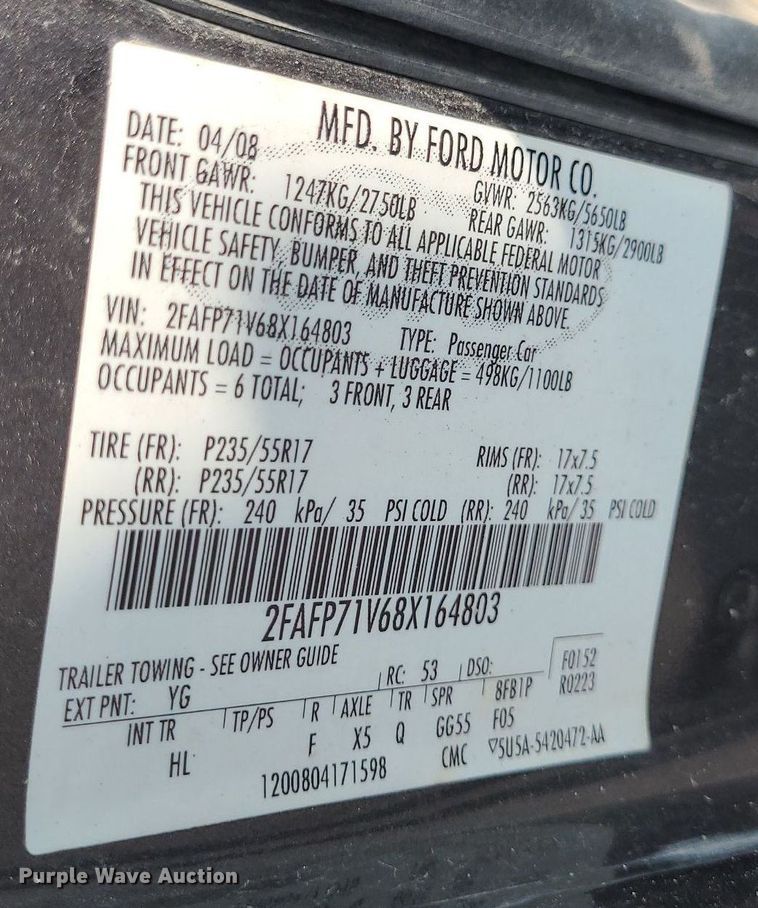 MFD. BY FORD MOTOR CO.
DATE: 04/08 GVWR: 2563KG/5650LB
FRONT GAWR: 1247KG/2750LB REAR GAWR: 1315KG/2900LB
THIS VEHICLE CONFORMS TO ALL APPLICABLE FEDERAL MOTOR
VEHICLE SAFETY, BUMPER, AND THEFT PREVENTION STANDARDS
IN EFFECT ON THE DATE OF MANUFACTURE SHOWN ABOVE.
VIN: 2FAFP71V68X164803 TYPE: Passenger Car
MAXIMUM LOAD = OCCUPANTS + LUGGAGE = 498KG/1100LB
OCCUPANTS = 6 TOTAL; 3 FRONT, 3 REAR
TIRE (FR): P235/55R17 RIMS (FR): 17x7.5
(RR): P235/55R17 (RR): 17x7.5
PRESSURE (FR): 240 kPa/ 35 PSI COLD (RR): 240 kPa/ 35 PSI COLD
2FAFP71V68X164803
TRAILER TOWING - SEE OWNER GUIDE F0152
EXT PNT: YG RC: 53 DSO: R0223
INT TR TP/PS R AXLE TR SPR 8FB1P
HL F X5 Q GG55 F05
1200804171598 CMC ▽5U5A-5420472-AA
Purple Wave Auction